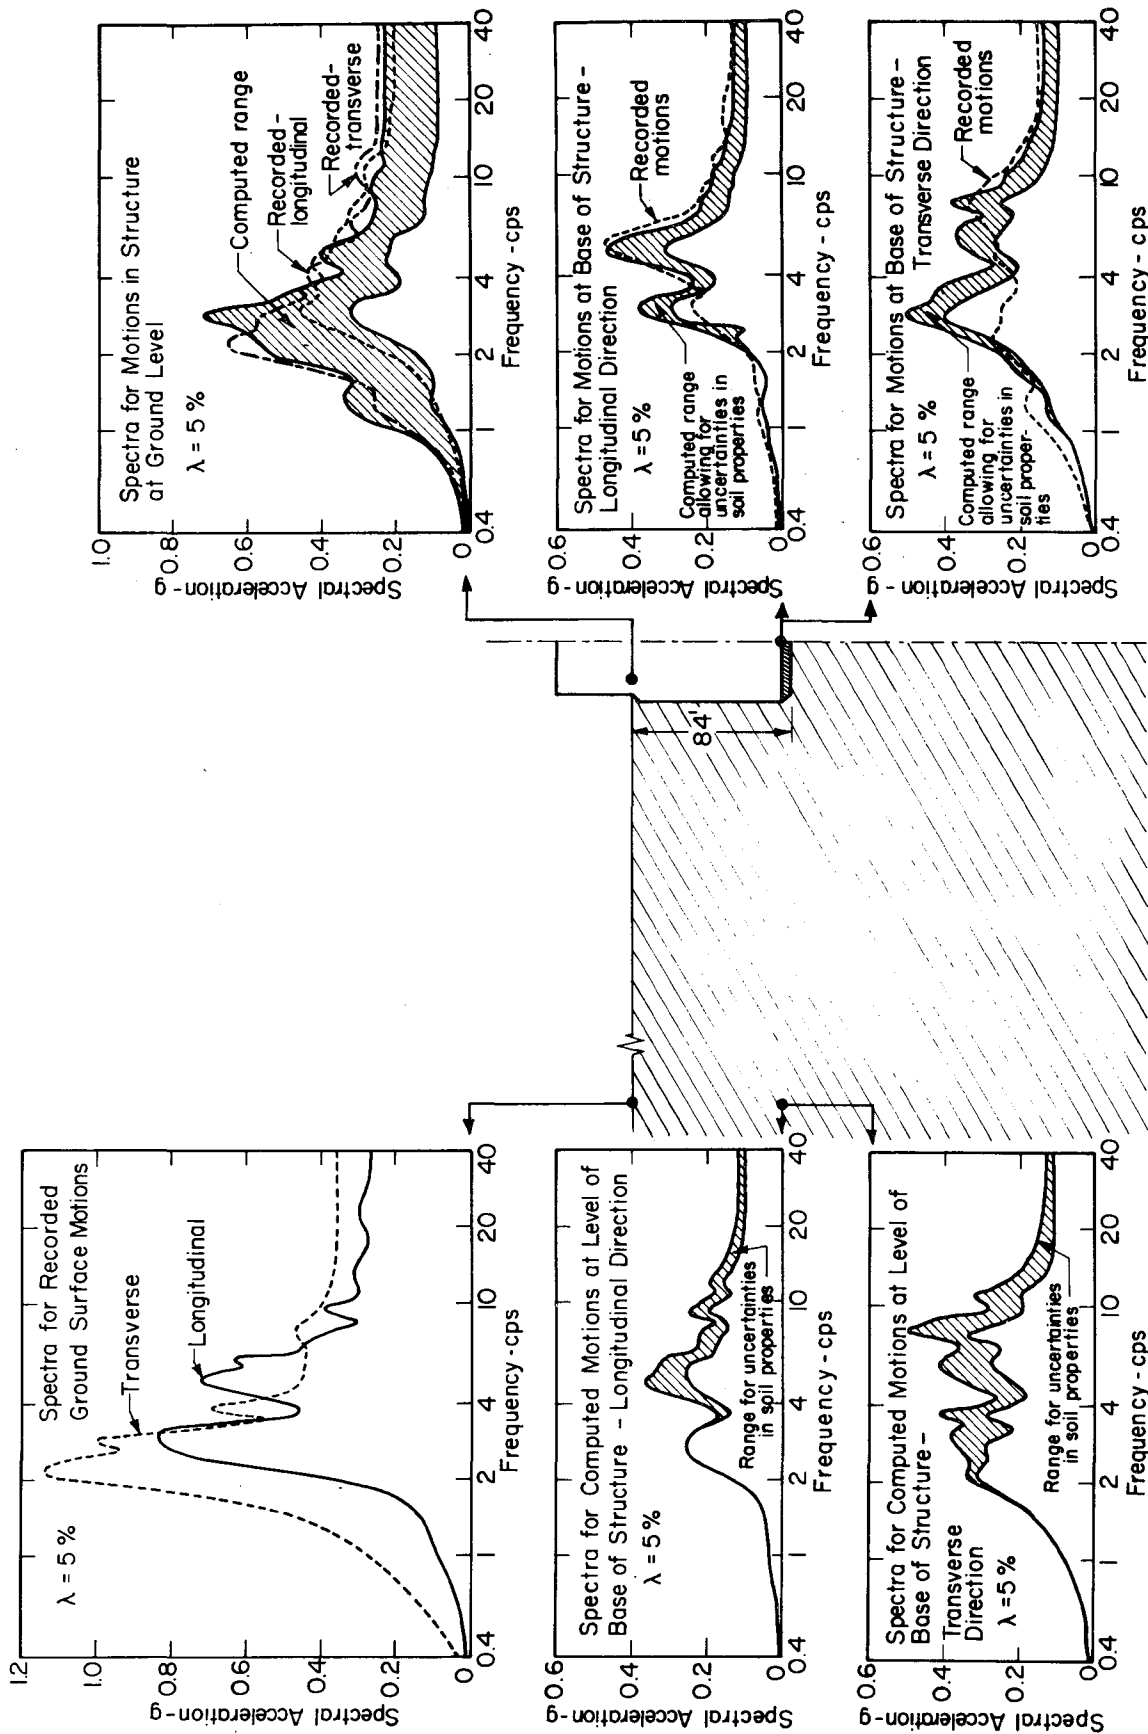 Spectra for Recorded
Ground Surface Motions
λ = 5 %
Transverse
Longitudinal
1.2
1.0
0.8
0.6
0.4
0.2
0
Spectral Acceleration - g
0.4
1
2
4
10
20
40
Frequency - cps
Spectra for Motions in Structure
at Ground Level
λ = 5 %
Computed range
Recorded-
longitudinal
Recorded-
transverse
1.0
0.8
0.6
0.4
0.2
0
Spectral Acceleration - g
0.4
1
2
4
10
20
40
Frequency - cps
Spectra for Computed Motions at Level of
Base of Structure - Longitudinal Direction
λ = 5%
Range for uncertainties
in soil properties
0.6
0.4
0.2
0
Spectral Acceleration - g
0.4
1
2
4
10
20
40
Frequency - cps
84'
Spectra for Motions at Base of Structure -
Longitudinal Direction
λ = 5%
Computed range
allowing for
uncertainties in
soil properties
Recorded
motions
0.6
0.4
0.2
0
Spectral Acceleration - g
0.4
1
2
4
10
20
40
Frequency - cps
Spectra for Computed Motions at Level of
Base of Structure -
Transverse
Direction
λ = 5%
Range for uncertainties
in soil properties
0.6
0.4
0.2
0
Spectral Acceleration - g
0.4
1
2
4
10
20
40
Frequency - cps
Spectra for Motions at Base of Structure -
Transverse Direction
λ = 5 %
Computed range
allowing for
uncertainties in
soil proper-
ties
Recorded
motions
0.6
0.4
0.2
0
Spectral Acceleration - g
0.4
1
2
4
10
20
40
Frequency - cps